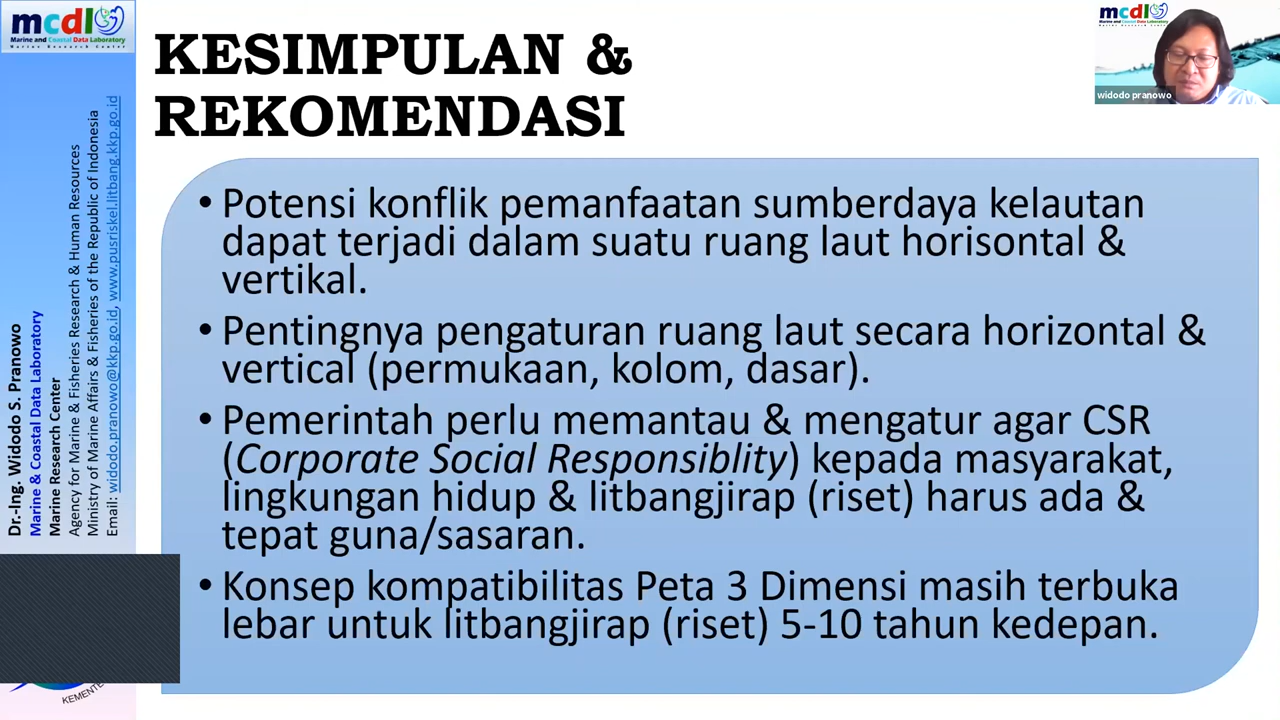 mcdl
Marine and Coastal Data Laboratory
Marine Research Center
Dr.-Ing. Widodo S. Pranowo
Marine & Coastal Data Laboratory
Marine Research Center
Agency for Marine & Fisheries Research & Human Resources
Ministry of Marine Affairs & Fisheries of the Republic of Indonesia
Email: widodo.pranowo@kkp.go.id, www.pusriskel.litbang.kkp.go.id
KEMENTE
KESIMPULAN &
REKOMENDASI
• Potensi konflik pemanfaatan sumberdaya kelautan
dapat terjadi dalam suatu ruang laut horisontal &
vertikal.
• Pentingnya pengaturan ruang laut secara horizontal &
vertical (permukaan, kolom, dasar).
• Pemerintah perlu memantau & mengatur agar CSR
(Corporate Social Responsiblity) kepada masyarakat,
lingkungan hidup & litbangjirap (riset) harus ada &
tepat guna/sasaran.
• Konsep kompatibilitas Peta 3 Dimensi masih terbuka
lebar untuk litbangjirap (riset) 5-10 tahun kedepan.
mcdl
Marine and Coastal Data Laboratory
widodo pranowo